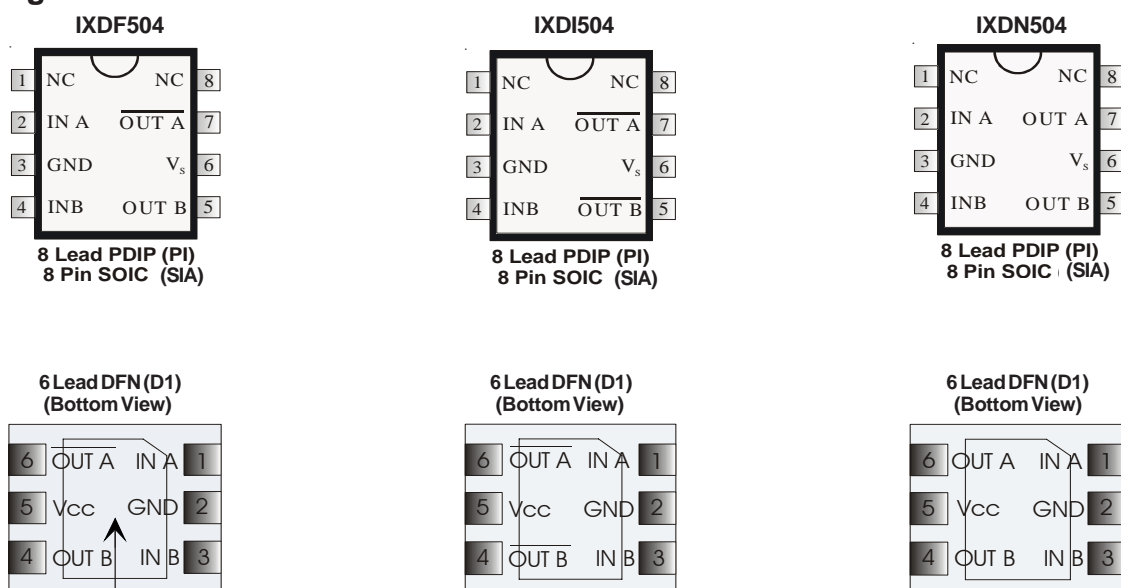 IXDF504
1 NC NC 8
2 IN A OUT A 7
3 GND Vs 6
4 INB OUT B 5
8 Lead PDIP (PI)
8 Pin SOIC (SIA)
IXDI504
1 NC NC 8
2 IN A OUT A 7
3 GND Vs 6
4 INB OUT B 5
8 Lead PDIP (PI)
8 Pin SOIC (SIA)
IXDN504
1 NC NC 8
2 IN A OUT A 7
3 GND Vs 6
4 INB OUT B 5
8 Lead PDIP (PI)
8 Pin SOIC (SIA)
6 Lead DFN (D1)
(Bottom View)
6 OUT A IN A 1
5 Vcc GND 2
4 OUT B IN B 3
6 Lead DFN (D1)
(Bottom View)
6 OUT A IN A 1
5 Vcc GND 2
4 OUT B IN B 3
6 Lead DFN (D1)
(Bottom View)
6 OUT A IN A 1
5 Vcc GND 2
4 OUT B IN B 3